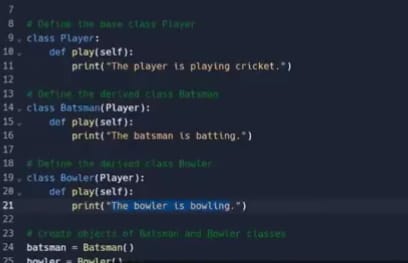 7
8 # Define the base class Player
9 class Player:
10 def play(self):
11 print("The player is playing cricket.")
12
13 # Define the derived class Batsman
14 class Batsman(Player):
15 def play(self):
16 print("The batsman is batting.")
17
18 # Define the derived class Bowler
19 class Bowler(Player):
20 def play(self):
21 print("The bowler is bowling.")
22
23 # Create objects of Batsman and Bowler classes
24 batsman = Batsman()
25 bowler = Bowler()